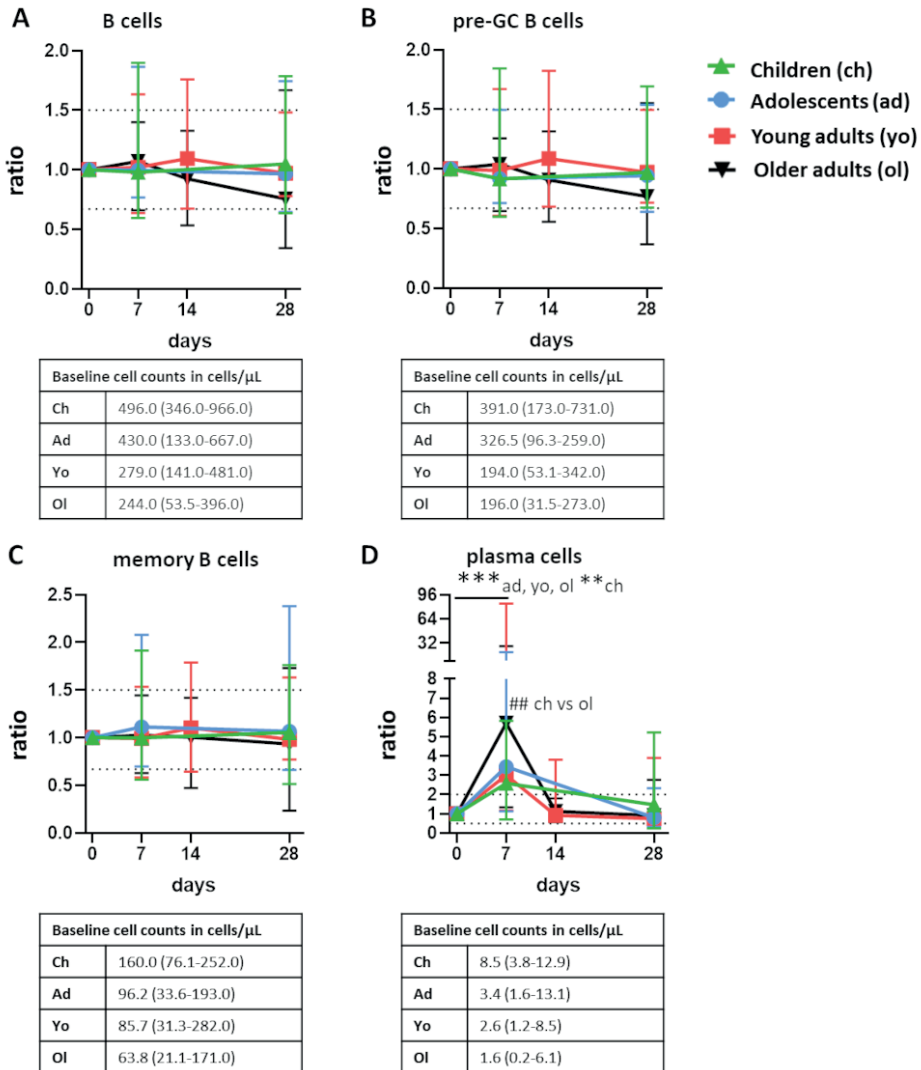 A B cells
2.0
1.5
1.0
0.5
0.0
ratio
0 7 14 28
days
Baseline cell counts in cells/µL
Ch 496.0 (346.0-966.0)
Ad 430.0 (133.0-667.0)
Yo 279.0 (141.0-481.0)
Ol 244.0 (53.5-396.0)
B pre-GC B cells
2.0
1.5
1.0
0.5
0.0
ratio
0 7 14 28
days
Baseline cell counts in cells/µL
Ch 391.0 (173.0-731.0)
Ad 326.5 (96.3-259.0)
Yo 194.0 (53.1-342.0)
Ol 196.0 (31.5-273.0)
Children (ch)
Adolescents (ad)
Young adults (yo)
Older adults (ol)
C memory B cells
2.5
2.0
1.5
1.0
0.5
0.0
ratio
0 7 14 28
days
Baseline cell counts in cells/µL
Ch 160.0 (76.1-252.0)
Ad 96.2 (33.6-193.0)
Yo 85.7 (31.3-282.0)
Ol 63.8 (21.1-171.0)
D plasma cells
***ad, yo, ol **ch
96
64
32
8
7
6
5
4
3
2
1
0
## ch vs ol
ratio
0 7 14 28
days
Baseline cell counts in cells/µL
Ch 8.5 (3.8-12.9)
Ad 3.4 (1.6-13.1)
Yo 2.6 (1.2-8.5)
Ol 1.6 (0.2-6.1)